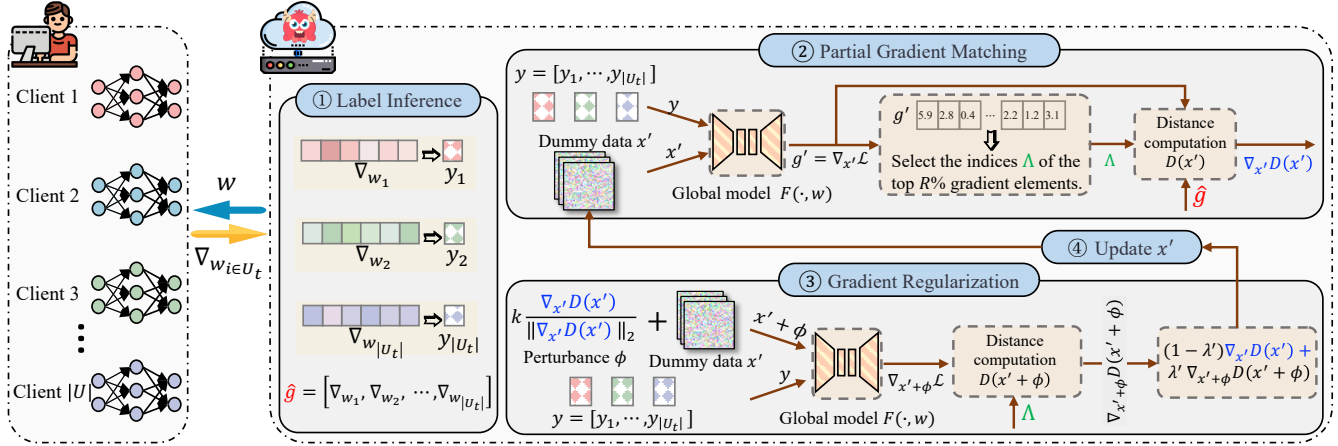 Client 1
Client 2
Client 3
Client |U|
w
∇_{w_{i∈U_t}}
① Label Inference
∇_{w_1}
y_1
∇_{w_2}
y_2
∇_{w_{|U_t|}}
y_{|U_t|}
ĝ = [∇_{w_1}, ∇_{w_2}, ⋯, ∇_{w_{|U_t|}}]
② Partial Gradient Matching
y = [y_1, ⋯, y_{|U_t|}]
Dummy data x′
y
x′
Global model F(·, w)
g′ = ∇_{x′}ℒ
g′ 5.9 2.8 0.4 ⋯ 2.2 1.2 3.1
Select the indices Λ of the
top R% gradient elements.
Λ
Distance
computation
D(x′)
ĝ
∇_{x′}D(x′)
④ Update x′
③ Gradient Regularization
k ∇_{x′}D(x′) / ‖∇_{x′}D(x′)‖_2 +
Perturbance ϕ
Dummy data x′
x′ + ϕ
y
y = [y_1, ⋯, y_{|U_t|}]
Global model F(·, w)
∇_{x′+ϕ}ℒ
Distance
computation
D(x′ + ϕ)
Λ
∇_{x′+ϕ}D(x′ + ϕ)
(1 − λ′)∇_{x′}D(x′) +
λ′ ∇_{x′+ϕ}D(x′ + ϕ)